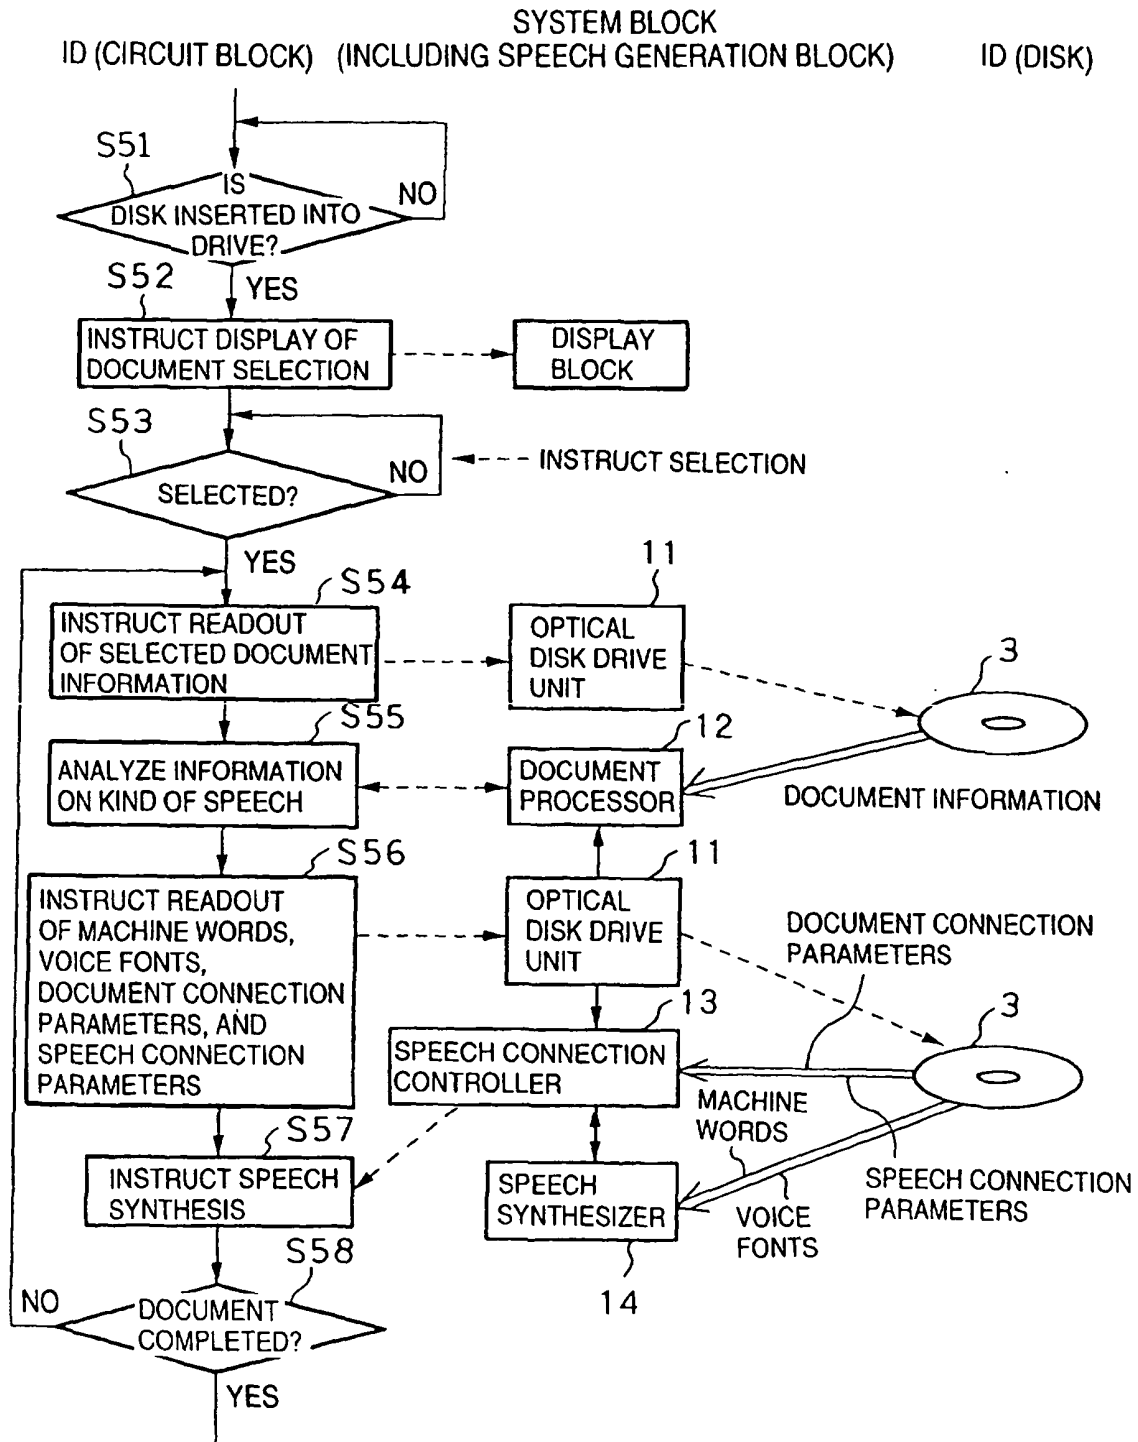 SYSTEM BLOCK
ID (CIRCUIT BLOCK) (INCLUDING SPEECH GENERATION BLOCK) ID (DISK)
S51
IS
DISK INSERTED INTO
DRIVE?
NO
YES
S52
INSTRUCT DISPLAY OF
DOCUMENT SELECTION
DISPLAY
BLOCK
S53
SELECTED?
NO
INSTRUCT SELECTION
YES
S54
INSTRUCT READOUT
OF SELECTED DOCUMENT
INFORMATION
11
OPTICAL
DISK DRIVE
UNIT
3
S55
ANALYZE INFORMATION
ON KIND OF SPEECH
12
DOCUMENT
PROCESSOR
DOCUMENT INFORMATION
S56
INSTRUCT READOUT
OF MACHINE WORDS,
VOICE FONTS,
DOCUMENT CONNECTION
PARAMETERS, AND
SPEECH CONNECTION
PARAMETERS
11
OPTICAL
DISK DRIVE
UNIT
DOCUMENT CONNECTION
PARAMETERS
3
13
SPEECH CONNECTION
CONTROLLER
MACHINE
WORDS
SPEECH CONNECTION
PARAMETERS
S57
INSTRUCT SPEECH
SYNTHESIS
SPEECH
SYNTHESIZER
VOICE
FONTS
14
S58
DOCUMENT
COMPLETED?
NO
YES